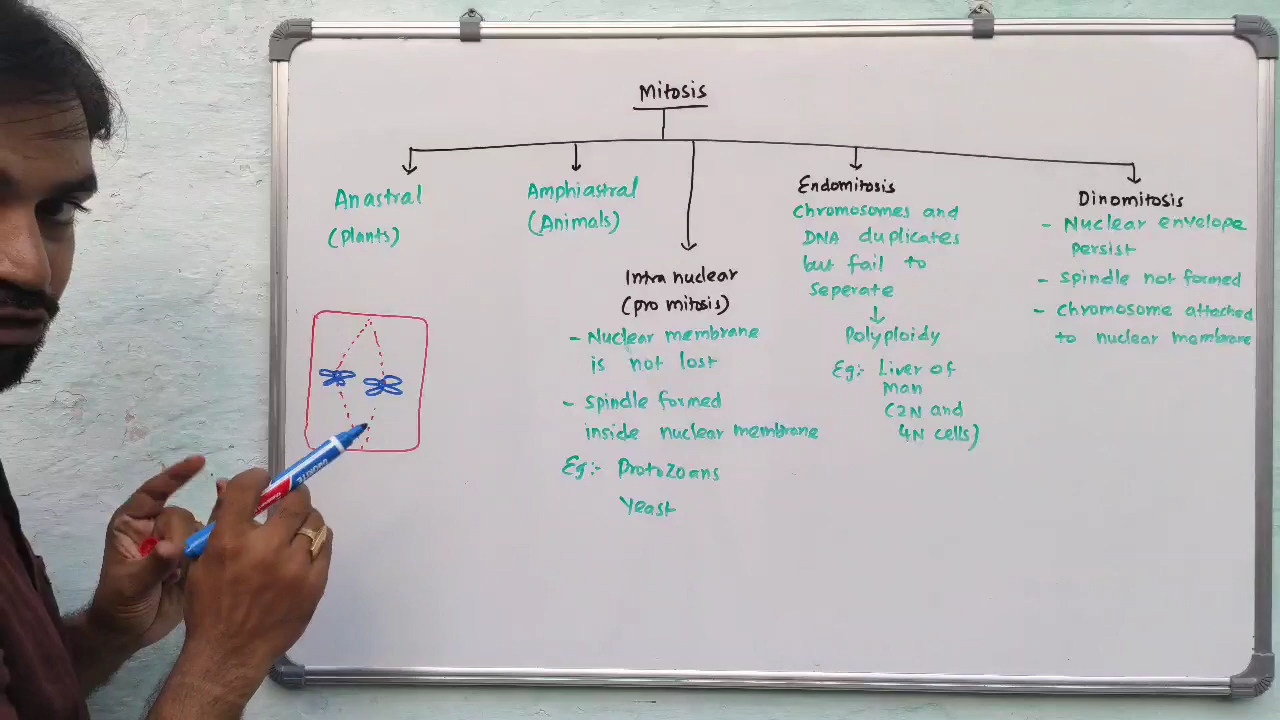 Mitosis
Anastral
(Plants)
Amphiastral
(Animals)
Intra nuclear
(pro mitosis)
- Nuclear membrane
is not lost
- Spindle formed
inside nuclear membrane
Eg:- Protozoans
Yeast
Endomitosis
Chromosomes and
DNA duplicates
but fail to
seperate
Polyploidy
Eg:- Liver of
man
(2N and
4N cells)
Dinomitosis
- Nuclear envelope
persist
- Spindle not formed
- Chromosome attached
to nuclear membrane